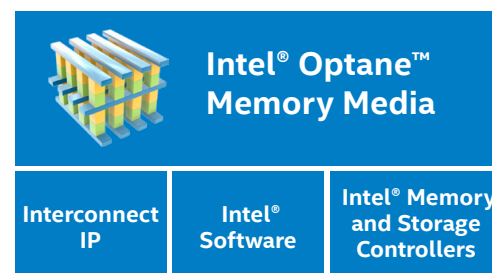 Intel® Optane™
Memory Media
Interconnect
IP
Intel®
Software
Intel® Memory
and Storage
Controllers